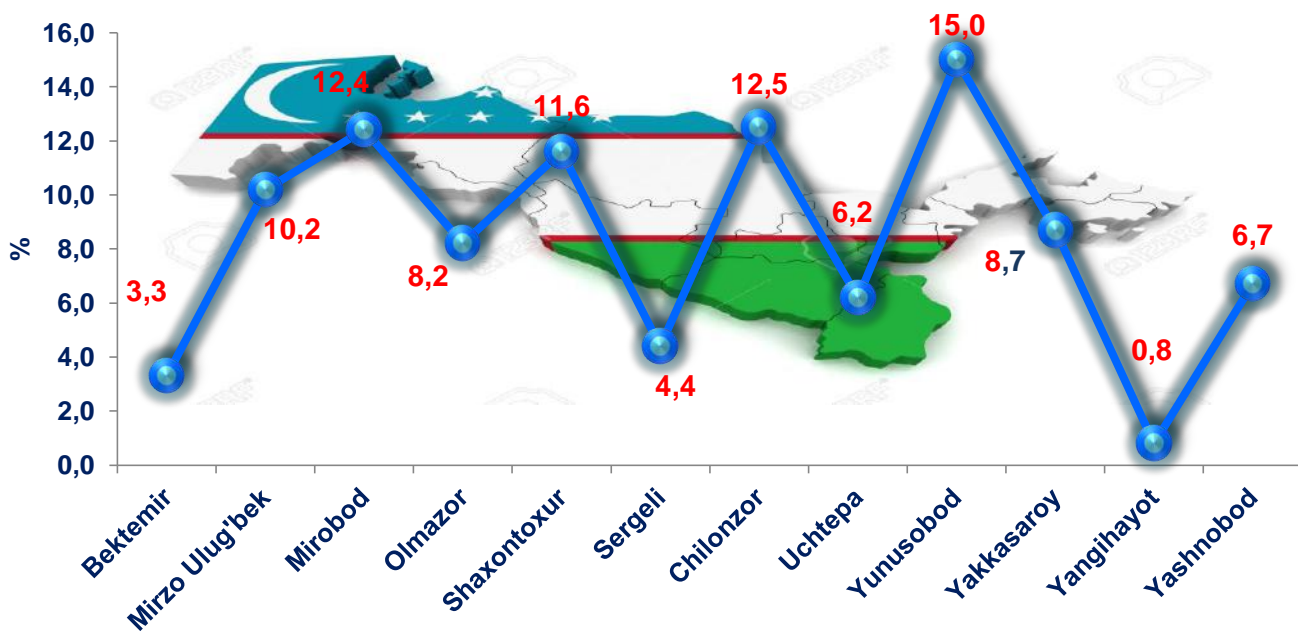 16,0
14,0
12,0
10,0
8,0
6,0
4,0
2,0
0,0
%
3,3
10,2
12,4
8,2
11,6
4,4
12,5
6,2
15,0
8,7
0,8
6,7
Bektemir
Mirzo Ulug'bek
Mirobod
Olmazor
Shaxontoxur
Sergeli
Chilonzor
Uchtepa
Yunusobod
Yakkasaroy
Yangihayot
Yashnobod